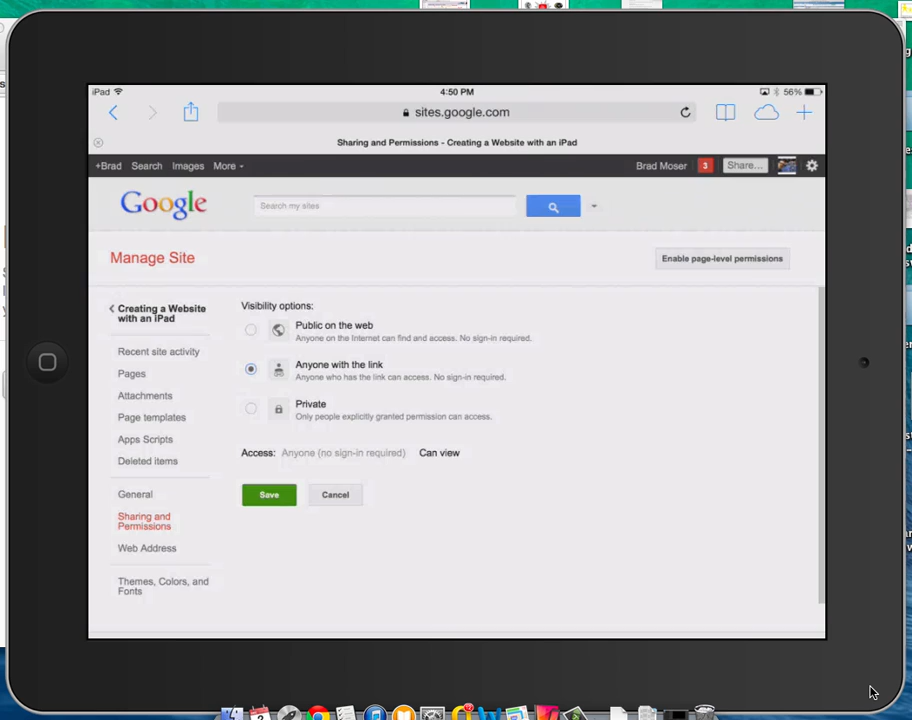 iPad 4:50 PM 56%
sites.google.com
Sharing and Permissions - Creating a Website with an iPad
+Brad Search Images More Brad Moser 3 Share...
Google Search my sites
Manage Site Enable page-level permissions
Creating a Website
with an iPad
Recent site activity
Pages
Attachments
Page templates
Apps Scripts
Deleted items
General
Sharing and
Permissions
Web Address
Themes, Colors, and
Fonts
Visibility options:
Public on the web
Anyone on the Internet can find and access. No sign-in required.
Anyone with the link
Anyone who has the link can access. No sign-in required.
Private
Only people explicitly granted permission can access.
Access: Anyone (no sign-in required) Can view
Save Cancel